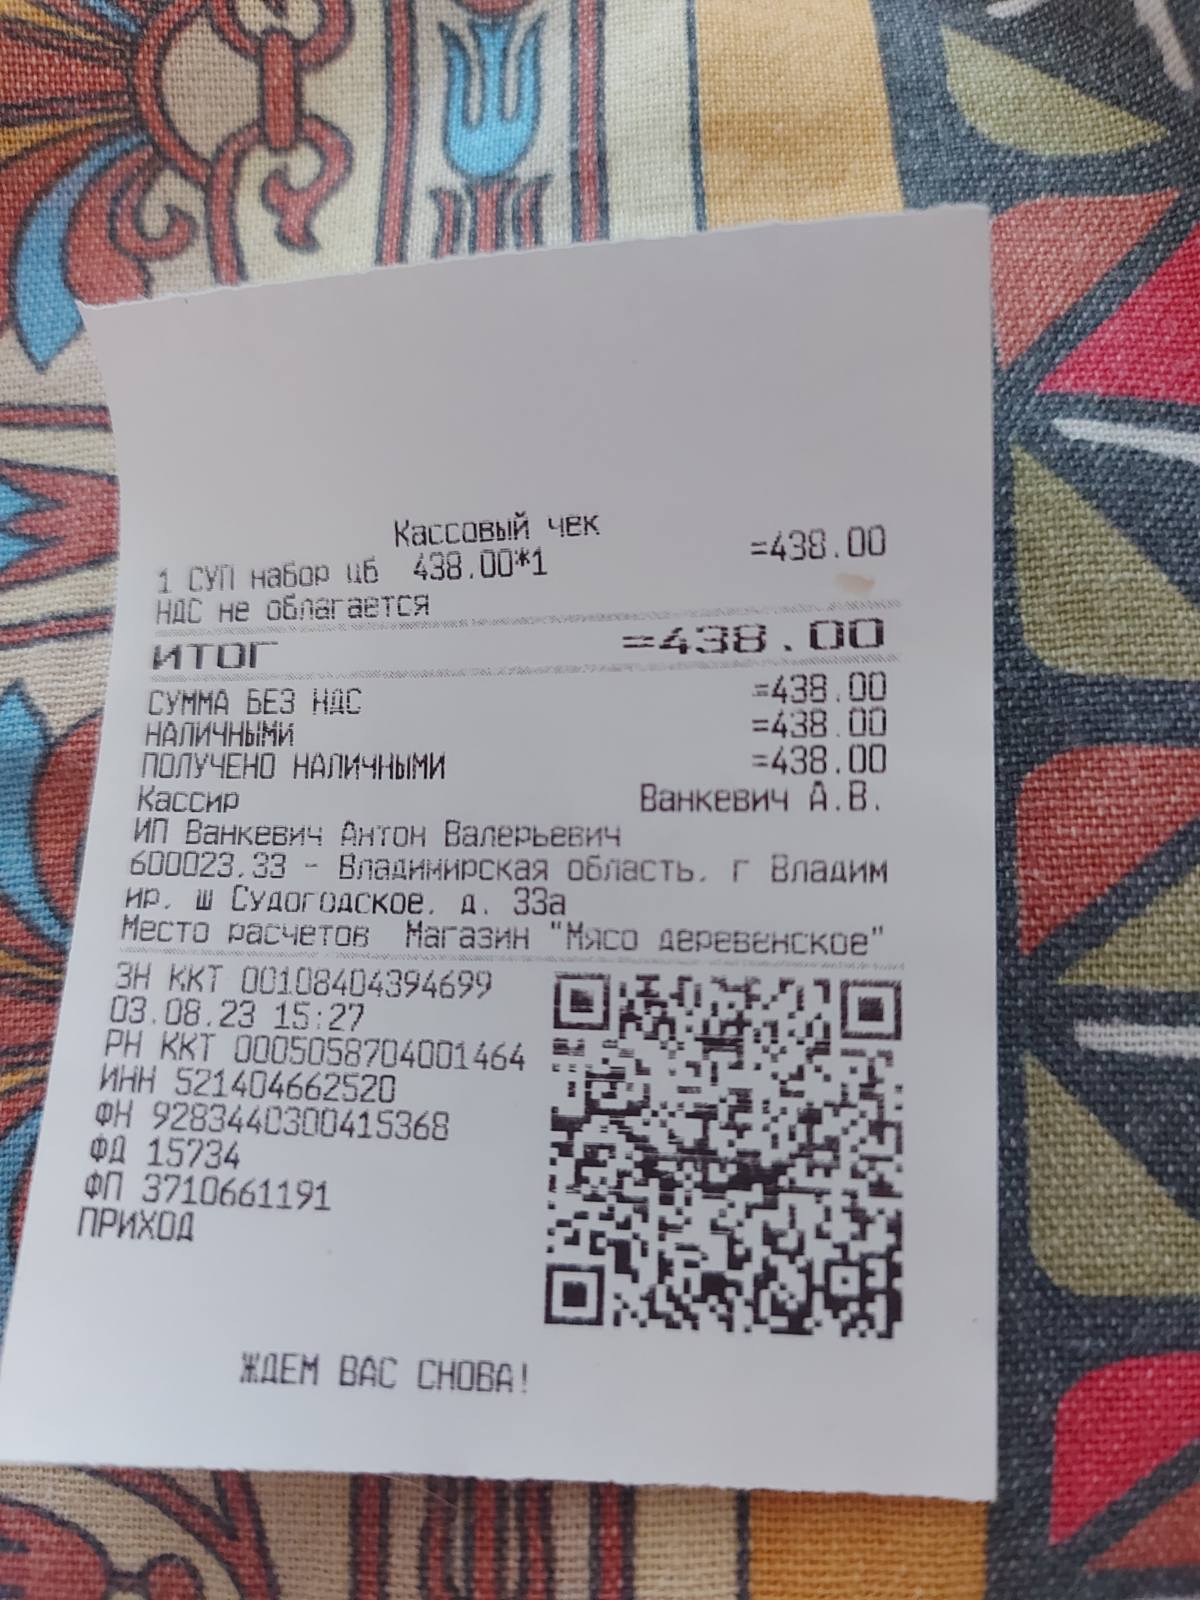 Кассовый чек
1 СУП набор цб 438.00*1 =438.00
НДС не облагается
ИТОГ =438.00
СУММА БЕЗ НДС =438.00
НАЛИЧНЫМИ =438.00
ПОЛУЧЕНО НАЛИЧНЫМИ =438.00
Кассир Ванкевич А.В.
ИП Ванкевич Антон Валерьевич
600023,33 - Владимирская область, г Владим
ир, ш Судогодское, д. 33а
Место расчетов Магазин "Мясо деревенское"
ЗН ККТ 00108404394699
03.08.23 15:27
РН ККТ 0005058704001464
ИНН 521404662520
ФН 9283440300415368
ФД 15734
ФП 3710661191
ПРИХОД
ЖДЕМ ВАС СНОВА!